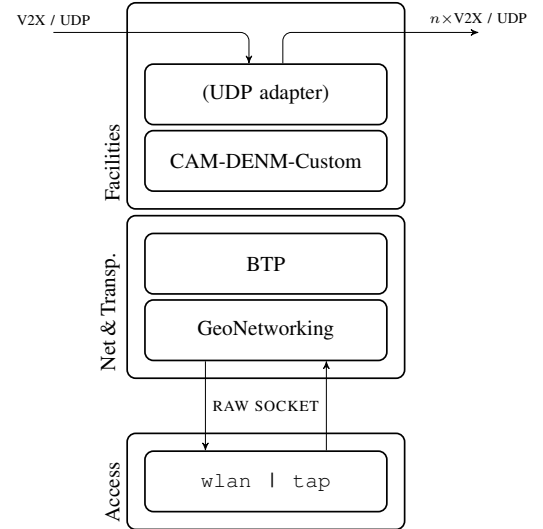 V2X / UDP
n×V2X / UDP
(UDP adapter)
CAM-DENM-Custom
Facilities
BTP
GeoNetworking
Net & Transp.
RAW SOCKET
wlan | tap
Access